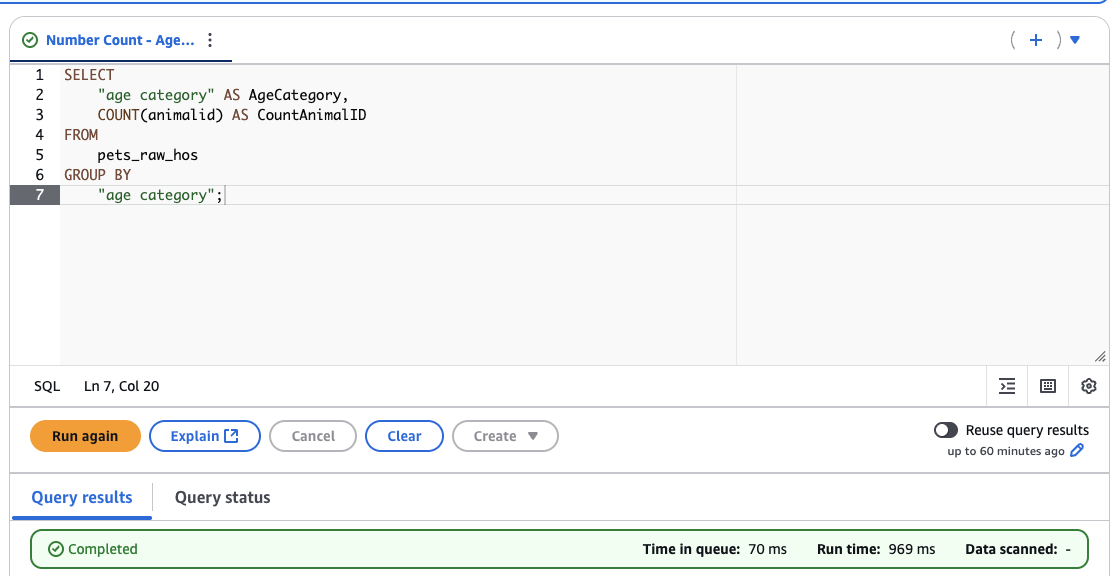 Number Count - Age...
( + )
1 SELECT
2 "age category" AS AgeCategory,
3 COUNT(animalid) AS CountAnimalID
4 FROM
5 pets_raw_hos
6 GROUP BY
7 "age category";
SQL Ln 7, Col 20
Run again Explain Cancel Clear Create Reuse query results
up to 60 minutes ago
Query results Query status
Completed Time in queue: 70 ms Run time: 969 ms Data scanned: -